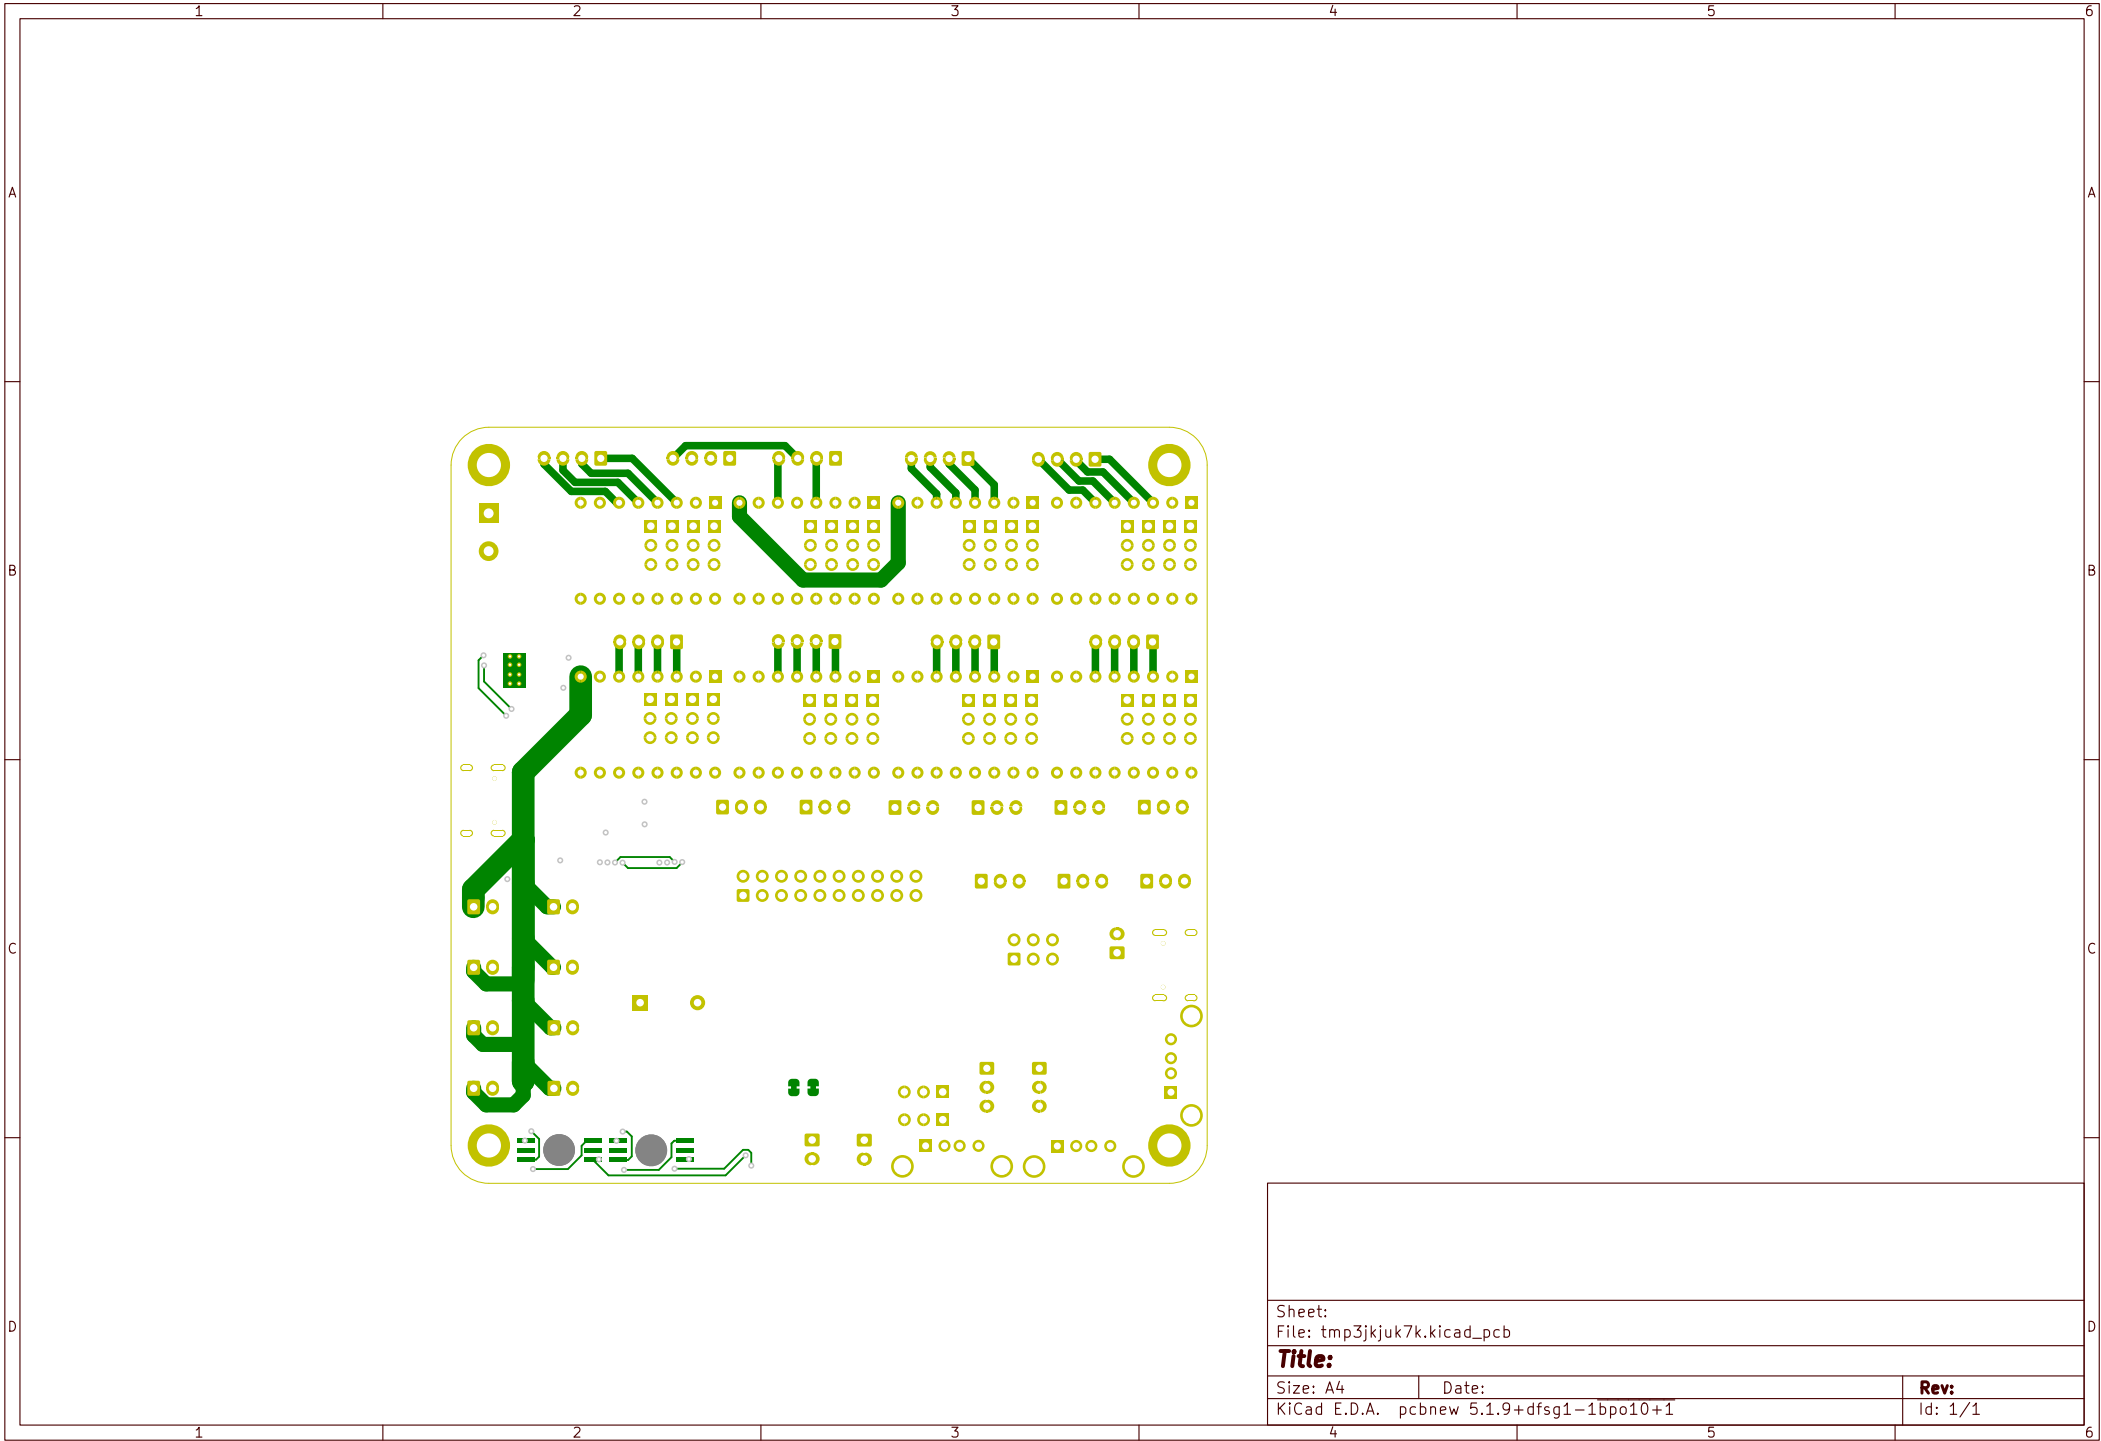 1 2 3 4 5 6
A A
B B
C C
D D
Sheet:
File: tmp3jkjuk7k.kicad_pcb
Title:
Size: A4 Date: Rev:
KiCad E.D.A. pcbnew 5.1.9+dfsg1-1bpo10+1 Id: 1/1
1 2 3 4 5 6